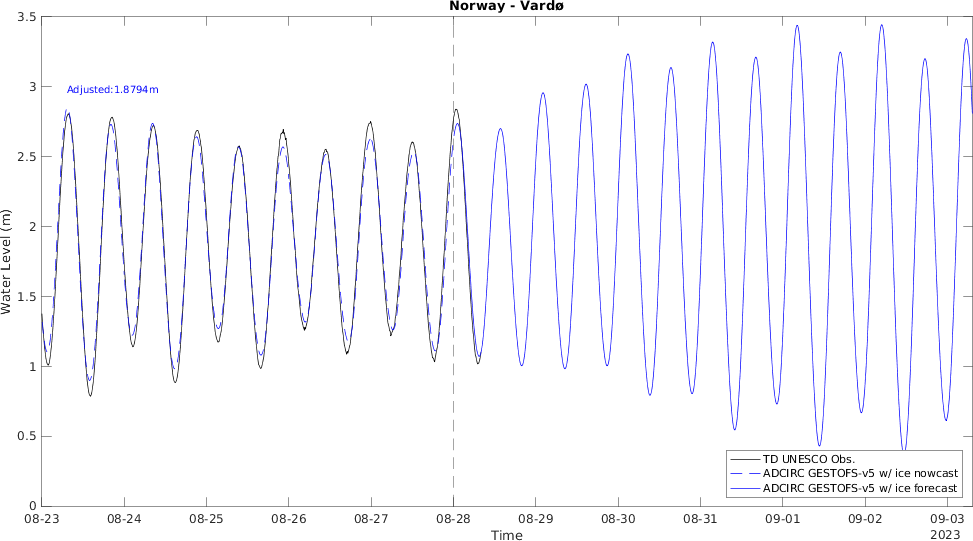 Norway - Vardø
3.5
3
2.5
2
1.5
1
0.5
0
Water Level (m)
Adjusted:1.8794m
TD UNESCO Obs.
ADCIRC GESTOFS-v5 w/ ice nowcast
ADCIRC GESTOFS-v5 w/ ice forecast
08-23 08-24 08-25 08-26 08-27 08-28 08-29 08-30 08-31 09-01 09-02 09-03
Time
2023